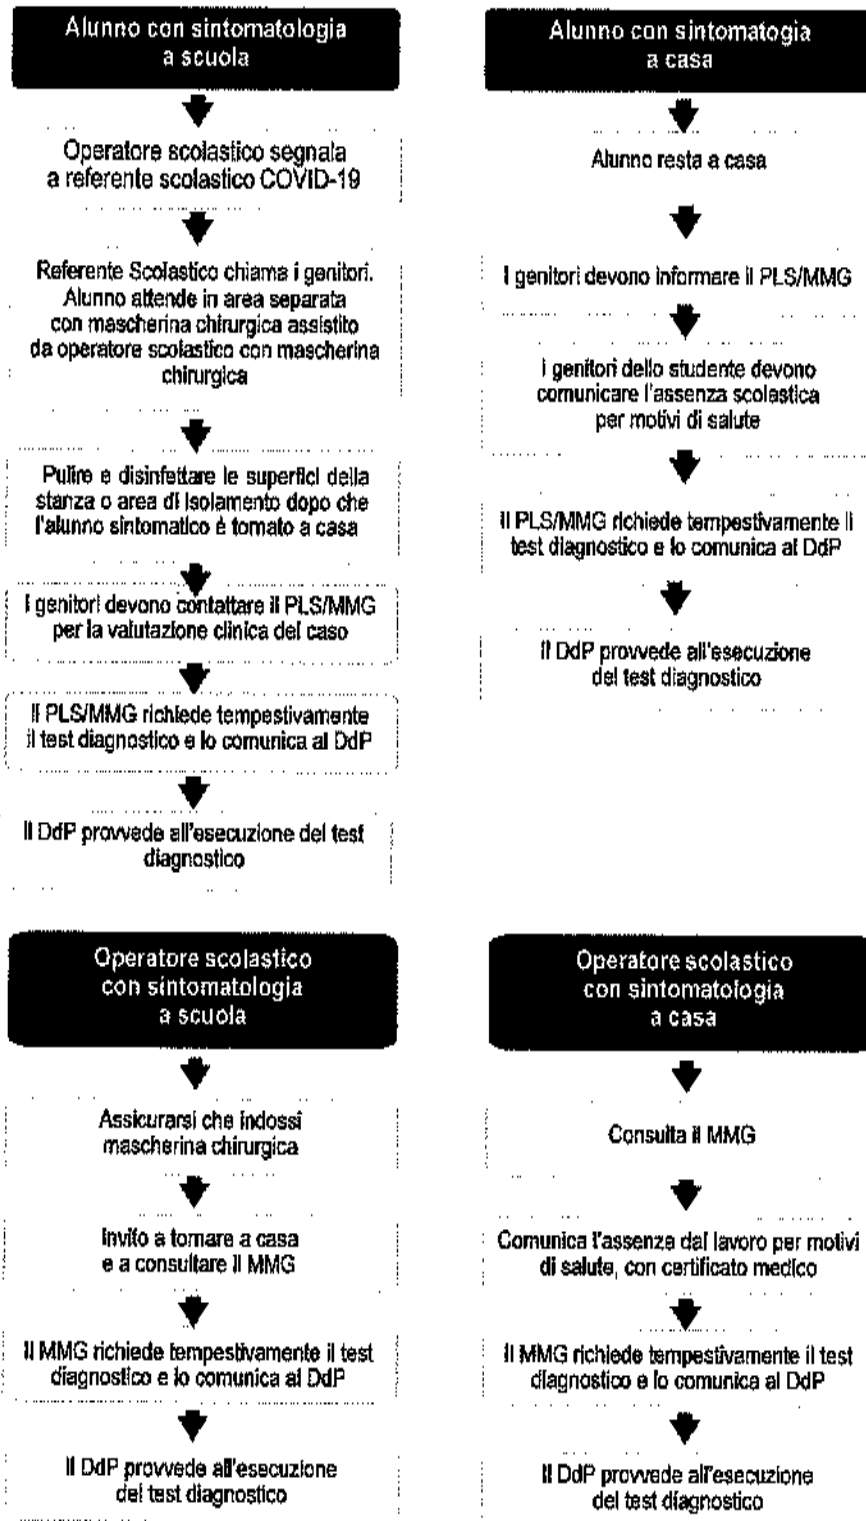 Alunno con sintomatologia
a scuola
Operatore scolastico segnala
a referente scolastico COVID-19
Referente Scolastico chiama i genitori.
Alunno attende in area separata
con mascherina chirurgica assistito
da operatore scolastico con mascherina
chirurgica
Pulire e disinfettare le superfici della
stanza o area di isolamento dopo che
l'alunno sintomatico è tornato a casa
I genitori devono contattare il PLS/MMG
per la valutazione clinica del caso
Il PLS/MMG richiede tempestivamente
il test diagnostico e lo comunica al DdP
Il DdP provvede all'esecuzione del test
diagnostico
Alunno con sintomatogia
a casa
Alunno resta a casa
I genitori devono informare il PLS/MMG
I genitori dello studente devono
comunicare l'assenza scolastica
per motivi di salute
Il PLS/MMG richiede tempestivamente il
test diagnostico e lo comunica al DdP
Il DdP provvede all'esecuzione
del test diagnostico
Operatore scolastico
con sintomatologia
a scuola
Assicurarsi che indossi
mascherina chirurgica
Invito a tornare a casa
e a consultare il MMG
Il MMG richiede tempestivamente il test
diagnostico e lo comunica al DdP
Il DdP provvede all'esecuzione
del test diagnostico
Operatore scolastico
con sintomatologia
a casa
Consulta il MMG
Comunica l'assenza dal lavoro per motivi
di salute, con certificato medico
Il MMG richiede tempestivamente il test
diagnostico e lo comunica al DdP
Il DdP provvede all'esecuzione
del test diagnostico